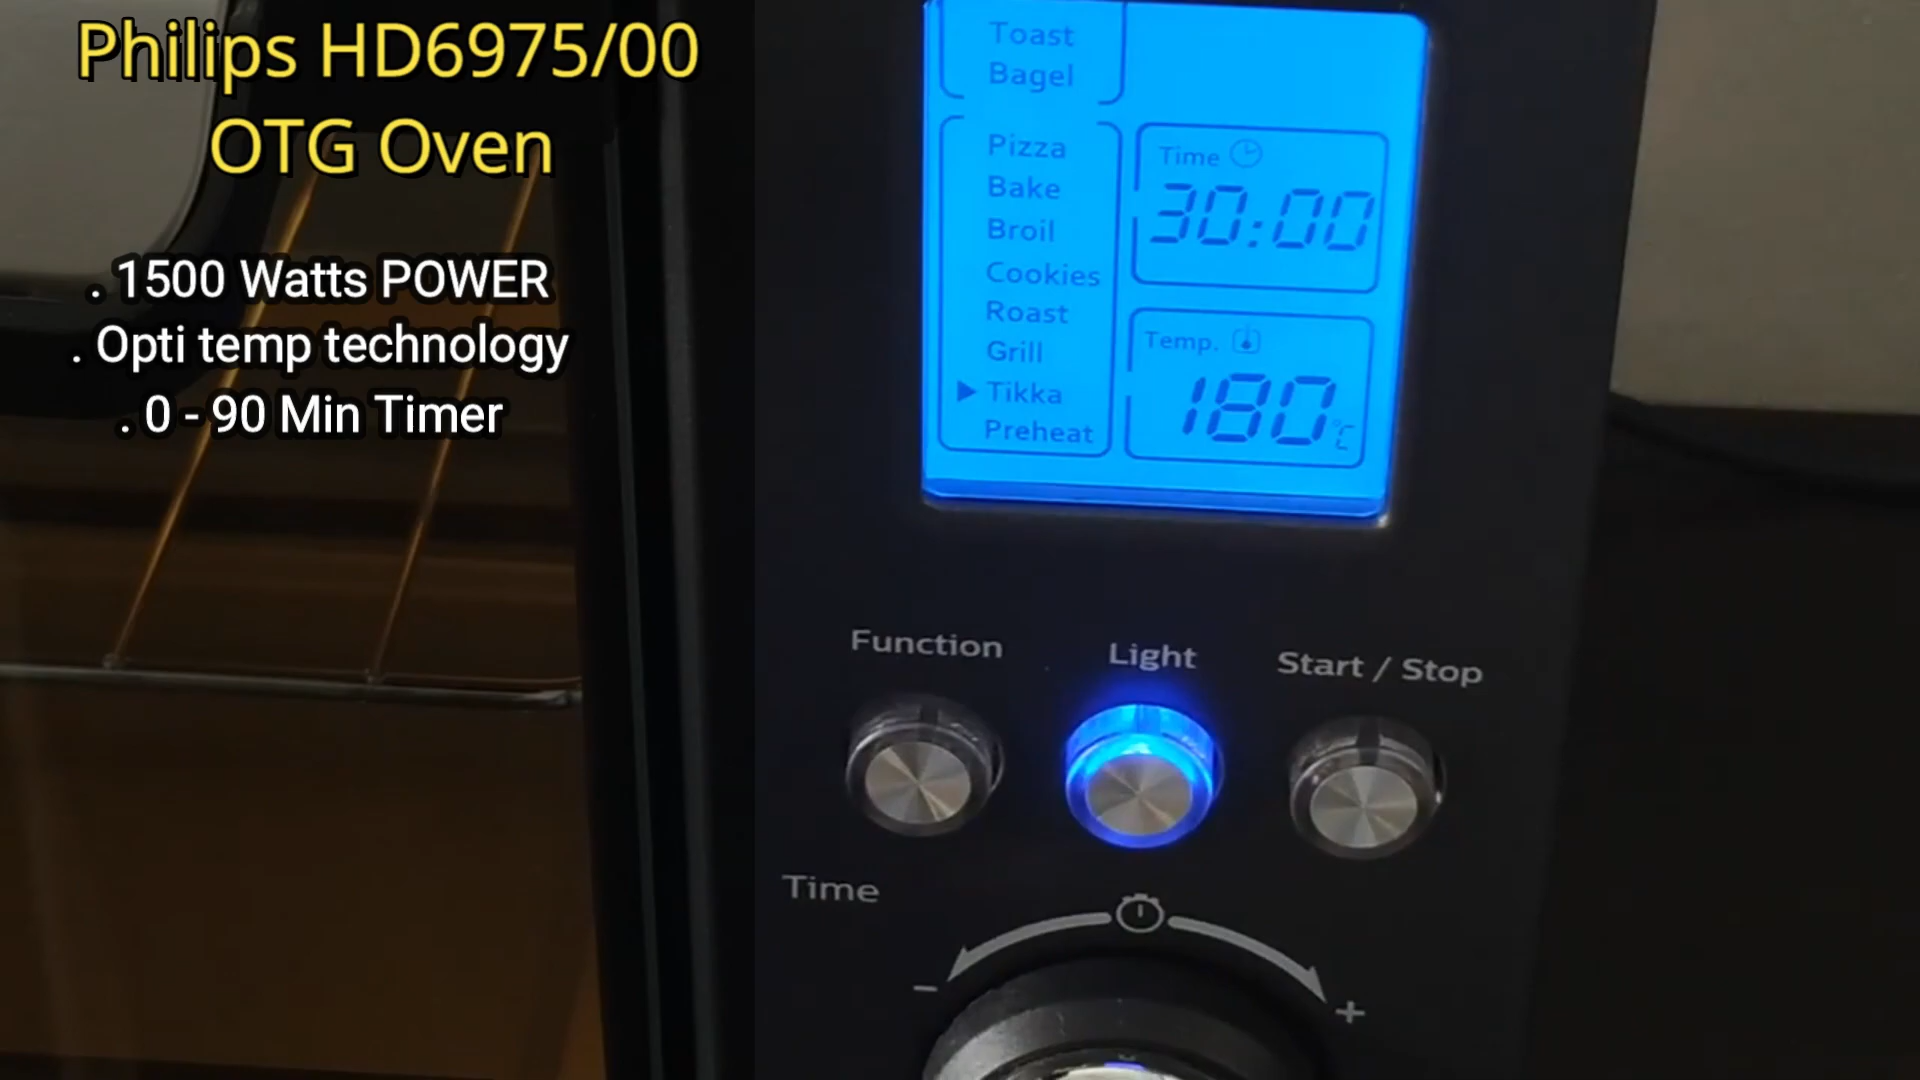 Philips HD6975/00
OTG Oven
. 1500 Watts POWER
. Opti temp technology
. 0 - 90 Min Timer
Toast
Bagel
Pizza
Bake
Broil
Cookies
Roast
Grill
Tikka
Preheat
Time
30:00
Temp.
180°C
Function
Light
Start / Stop
Time
- +